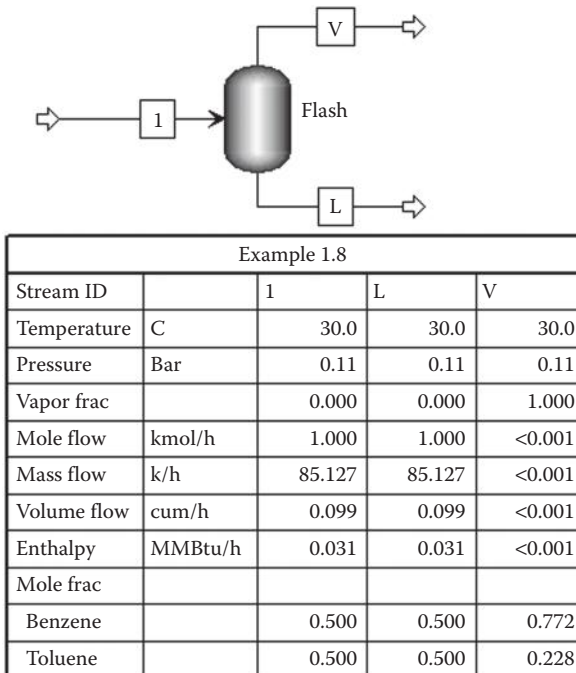 V
1
Flash
L
Example 1.8
Stream ID 1 L V
Temperature C 30.0 30.0 30.0
Pressure Bar 0.11 0.11 0.11
Vapor frac 0.000 0.000 1.000
Mole flow kmol/h 1.000 1.000 <0.001
Mass flow k/h 85.127 85.127 <0.001
Volume flow cum/h 0.099 0.099 <0.001
Enthalpy MMBtu/h 0.031 0.031 <0.001
Mole frac
Benzene 0.500 0.500 0.772
Toluene 0.500 0.500 0.228